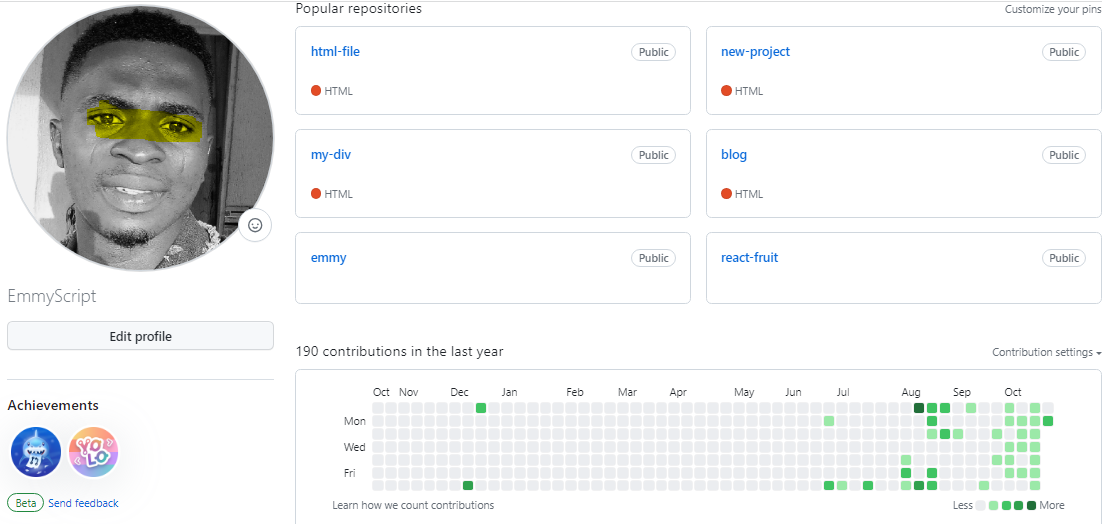 Popular repositories
Customize your pins
html-file
Public
HTML
new-project
Public
HTML
my-div
Public
HTML
blog
Public
HTML
emmy
Public
react-fruit
Public
EmmyScript
Edit profile
Achievements
YOLO
Beta Send feedback
190 contributions in the last year
Contribution settings
Oct Nov Dec Jan Feb Mar Apr May Jun Jul Aug Sep Oct
Mon
Wed
Fri
Learn how we count contributions
Less More